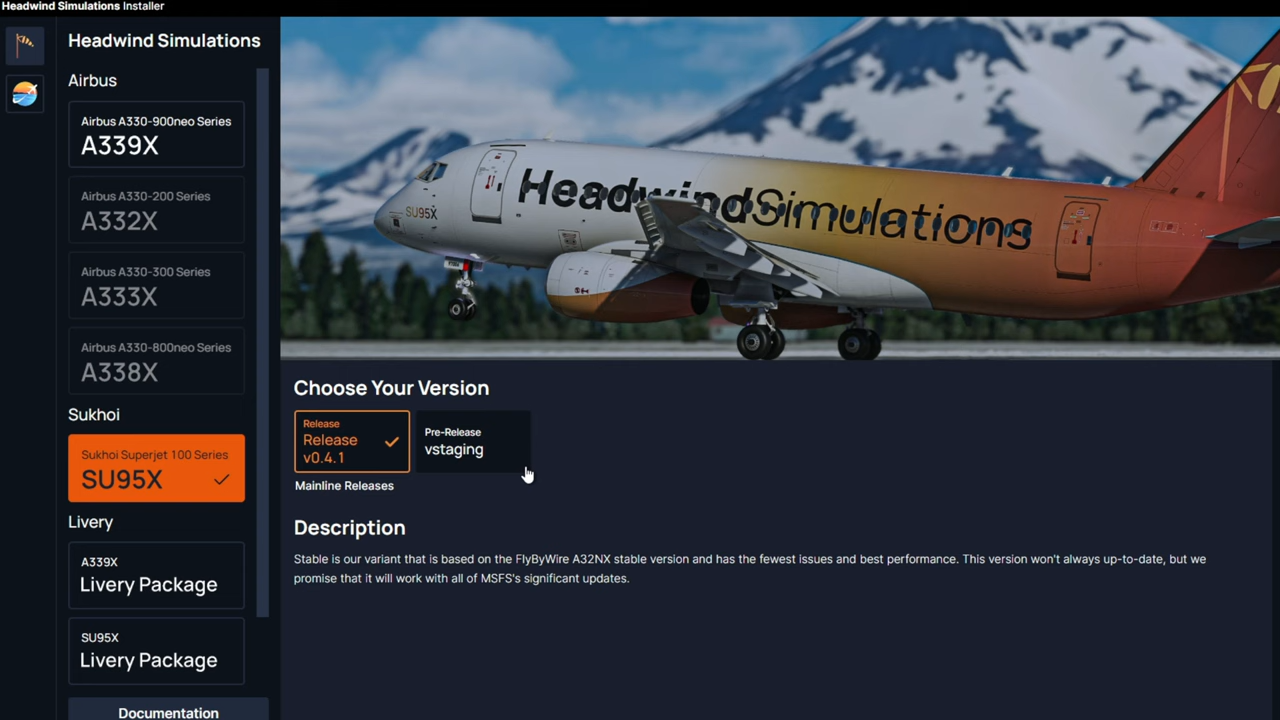 Headwind Simulations Installer
Headwind Simulations
Airbus
Airbus A330-900neo Series
A339X
Airbus A330-200 Series
A332X
Airbus A330-300 Series
A333X
Airbus A330-800neo Series
A338X
Sukhoi
Sukhoi Superjet 100 Series
SU95X
Livery
A339X
Livery Package
SU95X
Livery Package
Documentation
HeadwindSimulations
SU95X
Choose Your Version
Release
Release
v0.4.1
Pre-Release
vstaging
Mainline Releases
Description
Stable is our variant that is based on the FlyByWire A32NX stable version and has the fewest issues and best performance. This version won't always up-to-date, but we
promise that it will work with all of MSFS's significant updates.